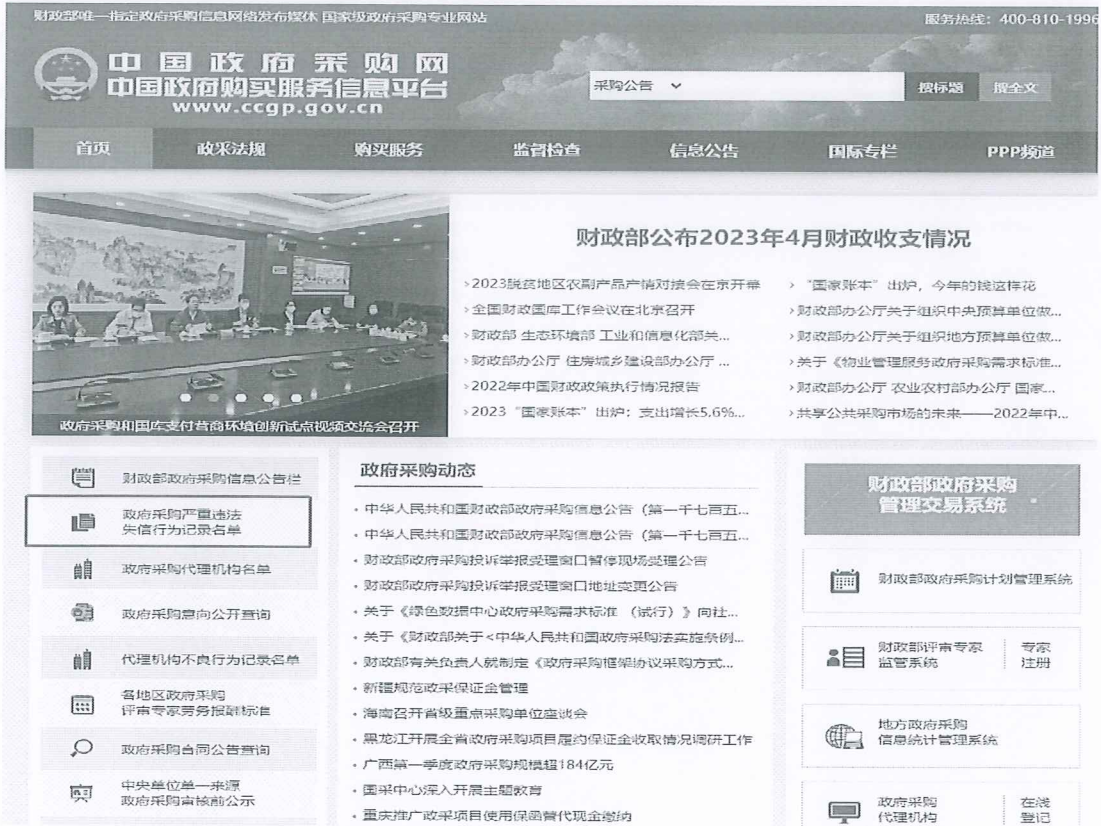 财政部唯一指定政府采购信息网络发布媒体 国家级政府采购专业网站
服务热线：400-810-1996
中国政府采购网
中国政府购买服务信息平台
www.ccgp.gov.cn
采购公告
搜标题
搜全文
首页
政采法规
购买服务
监督检查
信息公告
国际专栏
PPP频道
财政部公布2023年4月财政收支情况
2023脱贫地区农副产品产销对接会在京开幕
全国财政国库工作会议在北京召开
财政部 生态环境部 工业和信息化部关...
财政部办公厅 住房城乡建设部办公厅 ...
2022年中国财政政策执行情况报告
2023“国家账本”出炉：支出增长5.6%...
“国家账本”出炉，今年的钱这样花
财政部办公厅关于组织中央预算单位做...
财政部办公厅关于组织地方预算单位做...
关于《物业管理服务政府采购需求标准...
财政部办公厅 农业农村部办公厅 国家...
共享公共采购市场的未来——2022年中...
政府采购和国库支付营商环境创新试点视频交流会召开
财政部政府采购信息公告栏
政府采购严重违法
失信行为记录名单
政府采购代理机构名单
政府采购意向公开查询
代理机构不良行为记录名单
各地区政府采购
评审专家劳务报酬标准
政府采购合同公告查询
中央单位单一来源
政府采购审核前公示
政府采购动态
中华人民共和国财政部政府采购信息公告（第一千七百五...
中华人民共和国财政部政府采购信息公告（第一千七百五...
财政部政府采购投诉举报受理窗口暂停现场受理公告
财政部政府采购投诉举报受理窗口地址变更公告
关于《绿色数据中心政府采购需求标准 （试行）》向社...
关于《财政部关于<中华人民共和国政府采购法实施条例...
财政部有关负责人就制定《政府采购框架协议采购方式...
新疆规范政采保证金管理
海南召开省级重点采购单位座谈会
黑龙江开展全省政府采购项目履约保证金收取情况调研工作
广西第一季度政府采购规模超184亿元
国采中心深入开展主题教育
重庆推广政采项目使用保函替代现金缴纳
财政部政府采购
管理交易系统
财政部政府采购计划管理系统
财政部评审专家
监管系统
专家
注册
地方政府采购
信息统计管理系统
政府采购
代理机构
在线
登记